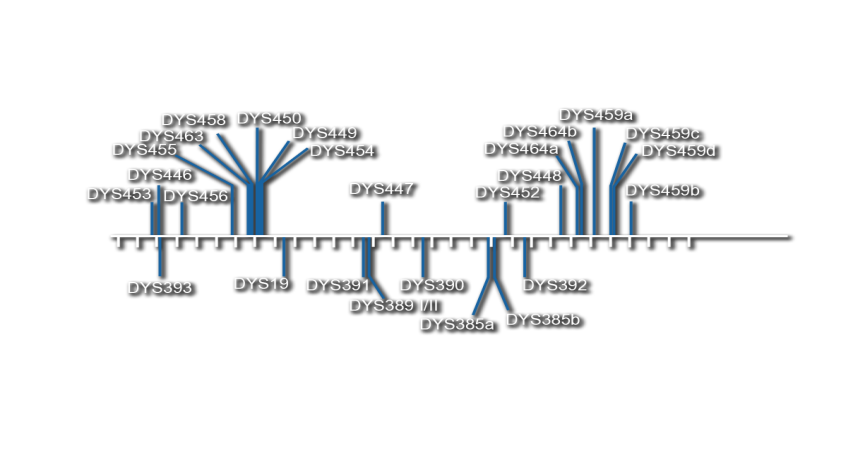 DYS459a
DYS458
DYS450
DYS463
DYS449
DYS464b
DYS459c
DYS455
DYS454
DYS464a
DYS459d
DYS446
DYS448
DYS453
DYS456
DYS447
DYS452
DYS459b
DYS393
DYS19
DYS391
DYS390
DYS392
DYS389 I/II
DYS385a
DYS385b